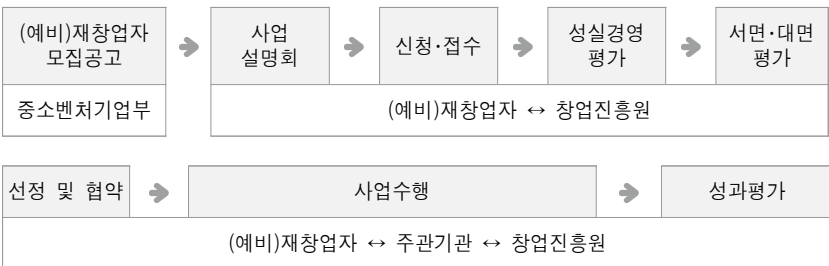 (예비)재창업자
모집공고
사업
설명회
신청·접수
성실경영
평가
서면·대면
평가
중소벤처기업부
(예비)재창업자 ↔ 창업진흥원
선정 및 협약
사업수행
성과평가
(예비)재창업자 ↔ 주관기관 ↔ 창업진흥원